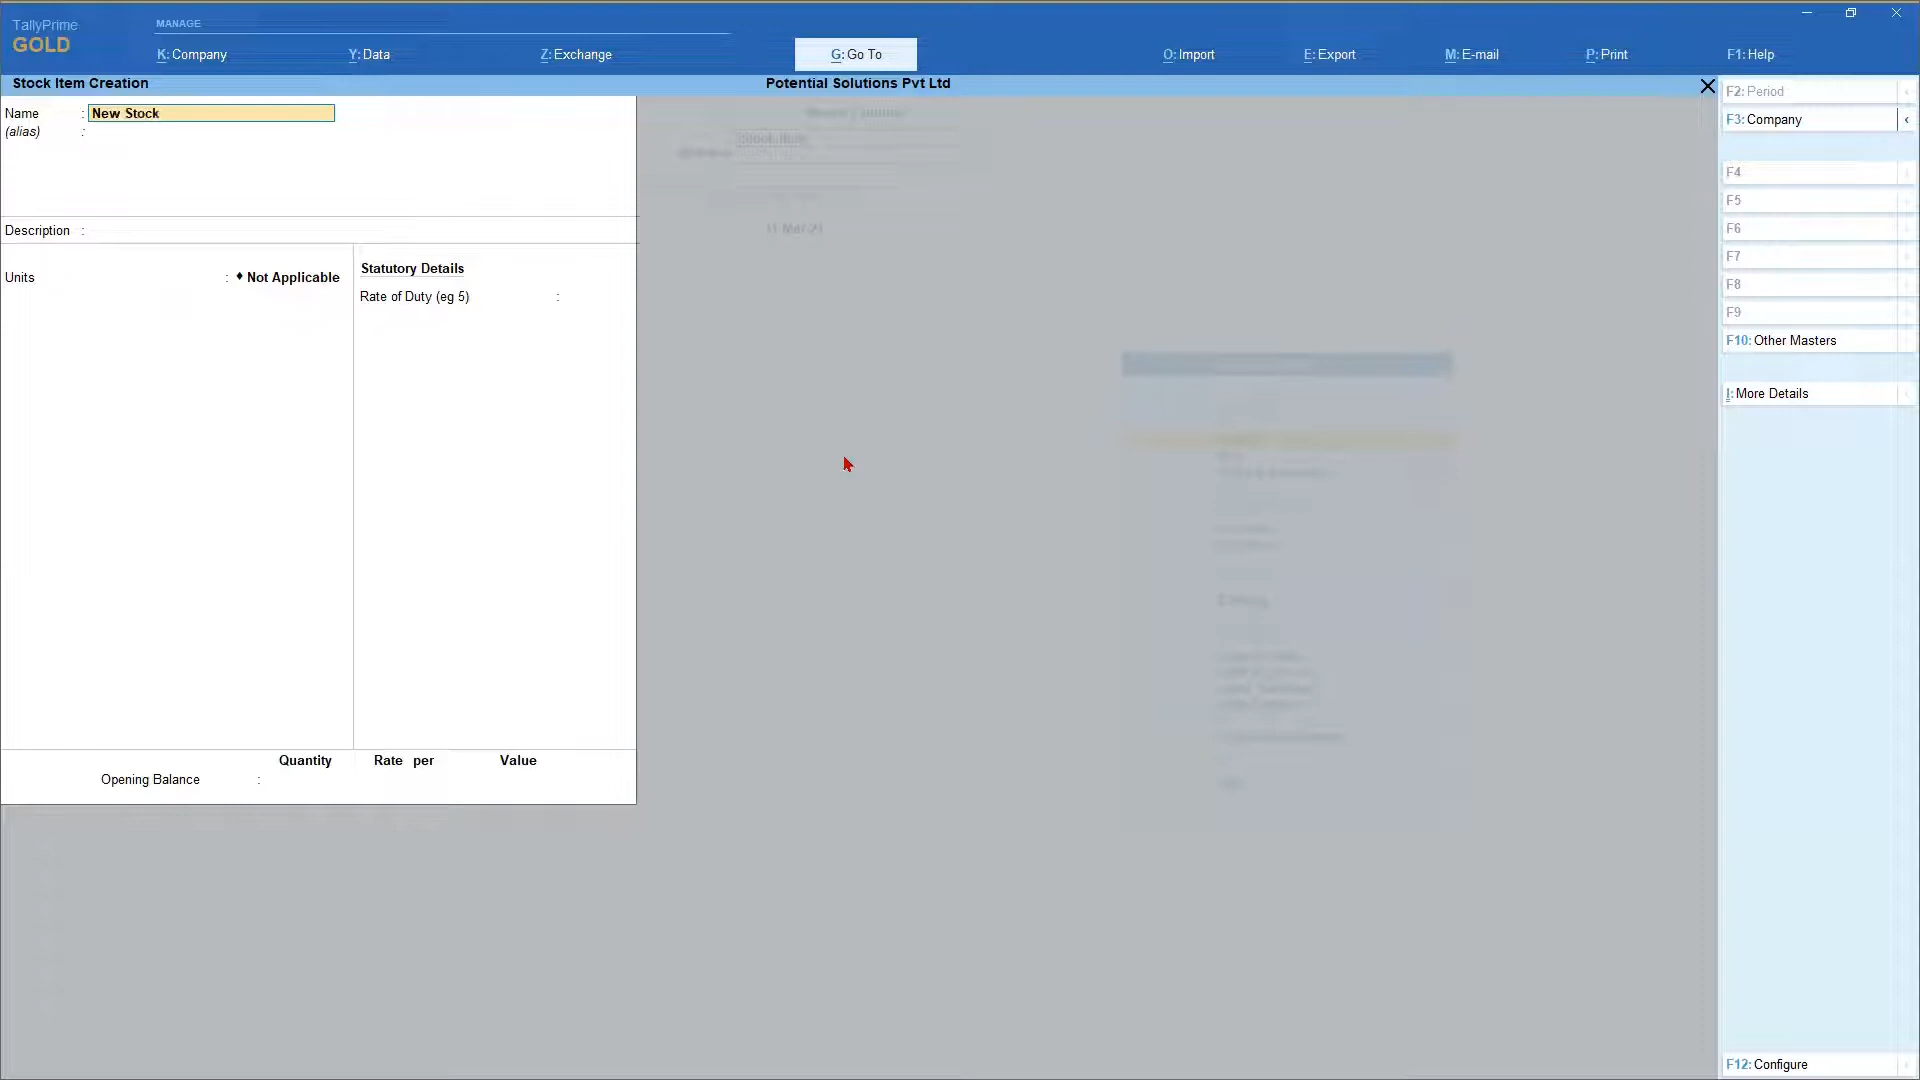 TallyPrime
GOLD
MANAGE
K: Company
Y: Data
Z: Exchange
G: Go To
O: Import
E: Export
M: E-mail
P: Print
F1: Help
Stock Item Creation
Potential Solutions Pvt Ltd
F2: Period
F3: Company
Name : New Stock
(alias) :
F4
F5
F6
F7
F8
F9
F10: Other Masters
I: More Details
F12: Configure
Description :
Units : ♦ Not Applicable
Statutory Details
Rate of Duty (eg 5) :
Quantity Rate per Value
Opening Balance :